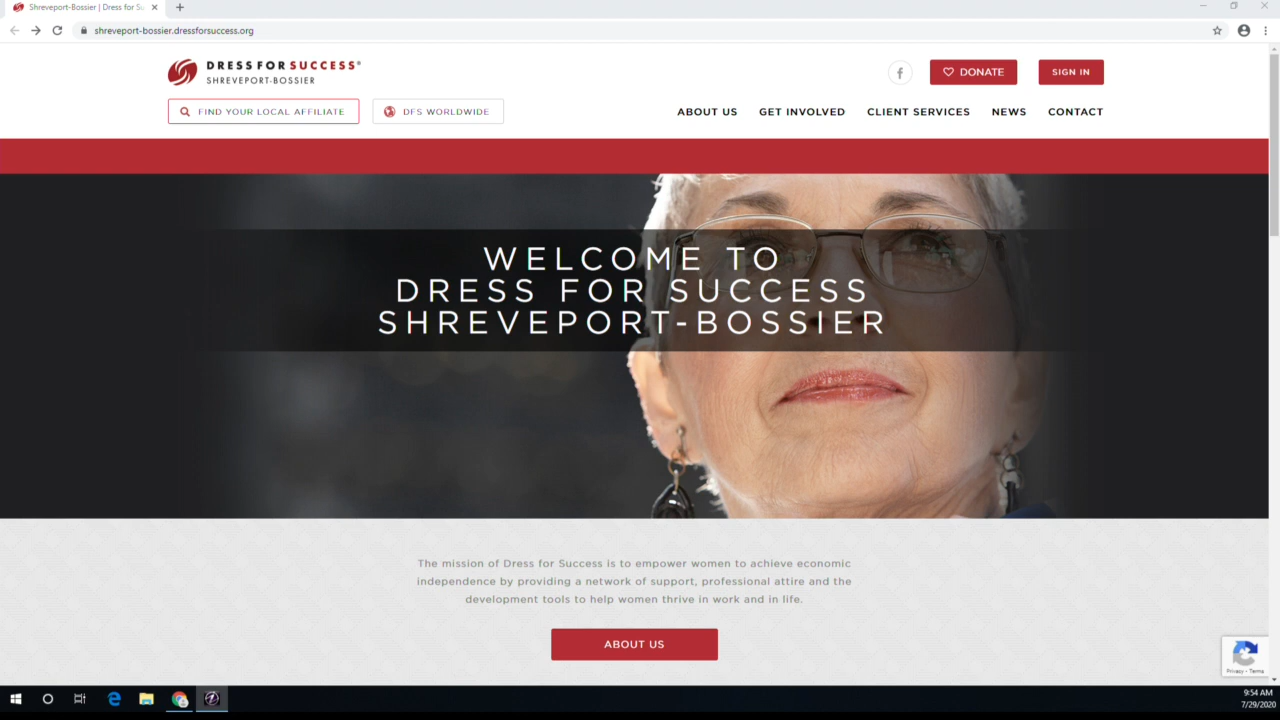 Shreveport-Bossier | Dress for Su
shreveport-bossier.dressforsuccess.org
DRESS FOR SUCCESS®
SHREVEPORT-BOSSIER
DONATE
SIGN IN
FIND YOUR LOCAL AFFILIATE
DFS WORLDWIDE
ABOUT US
GET INVOLVED
CLIENT SERVICES
NEWS
CONTACT
WELCOME TO
DRESS FOR SUCCESS
SHREVEPORT-BOSSIER
The mission of Dress for Success is to empower women to achieve economic
independence by providing a network of support, professional attire and the
development tools to help women thrive in work and in life.
ABOUT US
Privacy - Terms
9:54 AM
7/29/2020